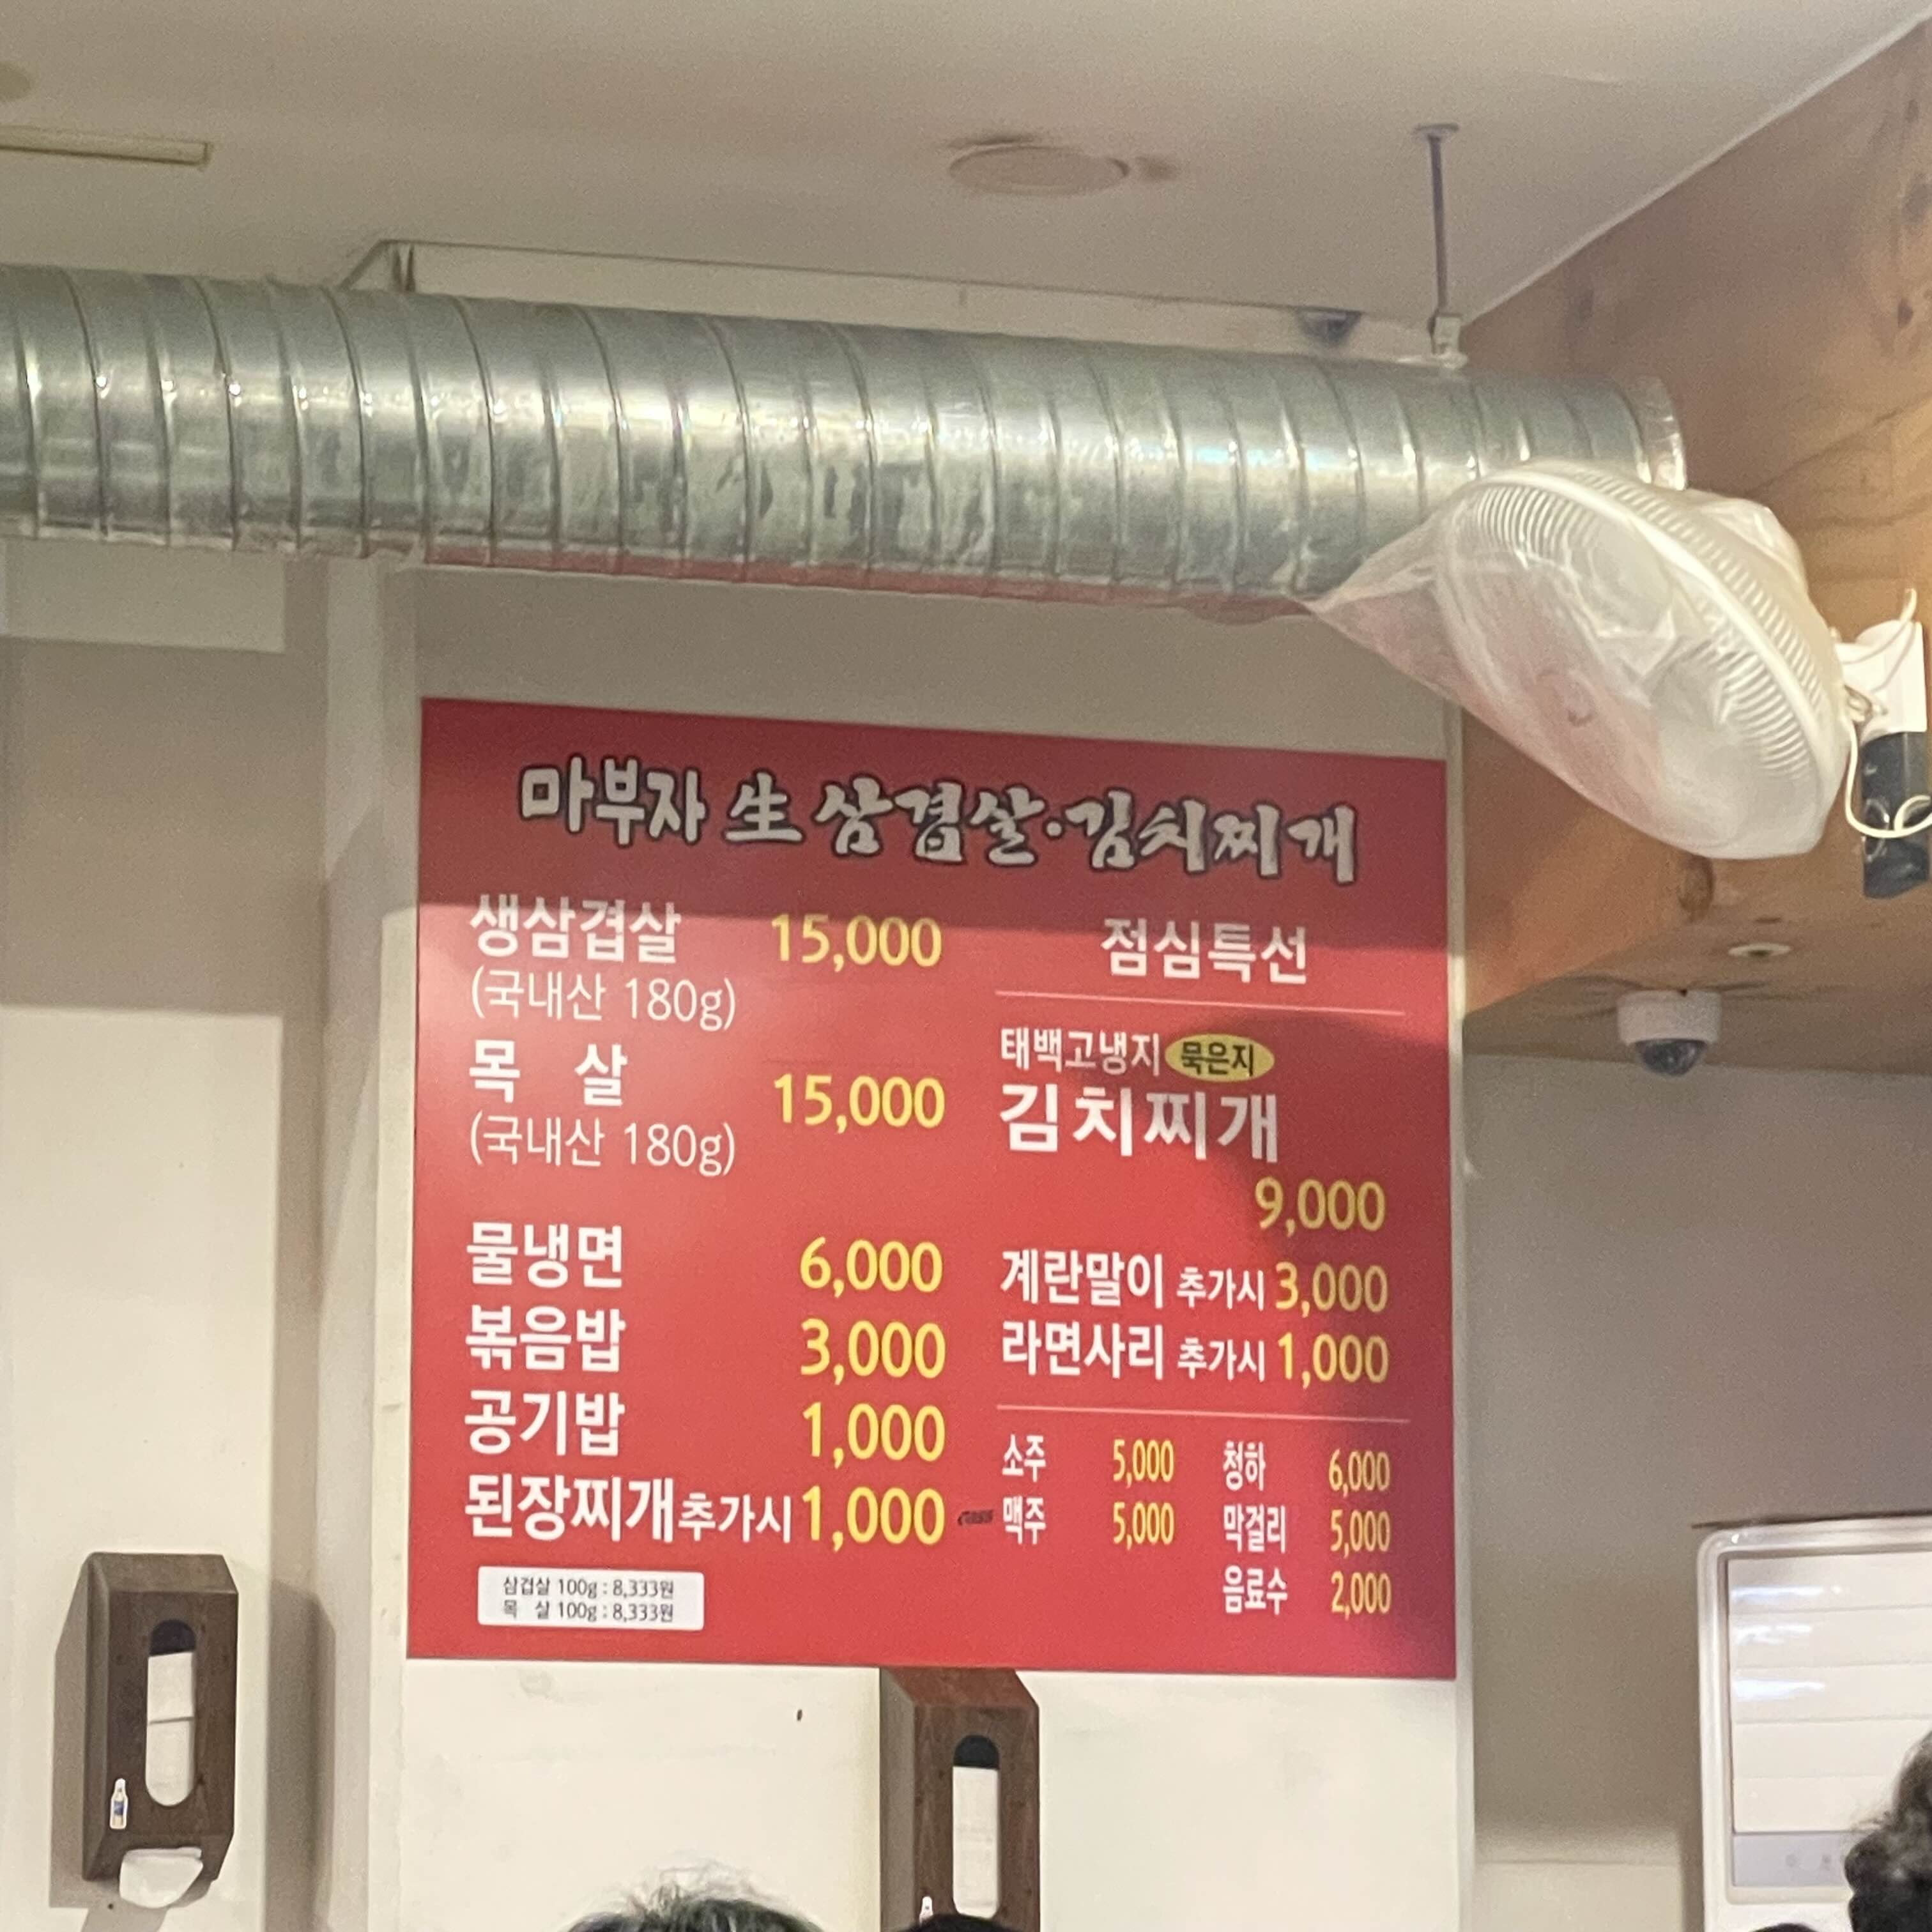 마부자 生 삼겹살·김치찌개
생삼겹살 15,000
(국내산 180g)
목 살 15,000
(국내산 180g)
물냉면 6,000
볶음밥 3,000
공기밥 1,000
된장찌개추가시 1,000
삼겹살 100g : 8,333원
목 살 100g : 8,333원
점심특선
태백고냉지 묵은지
김치찌개
9,000
계란말이 추가시 3,000
라면사리 추가시 1,000
소주 5,000 청하 6,000
맥주 5,000 막걸리 5,000
음료수 2,000